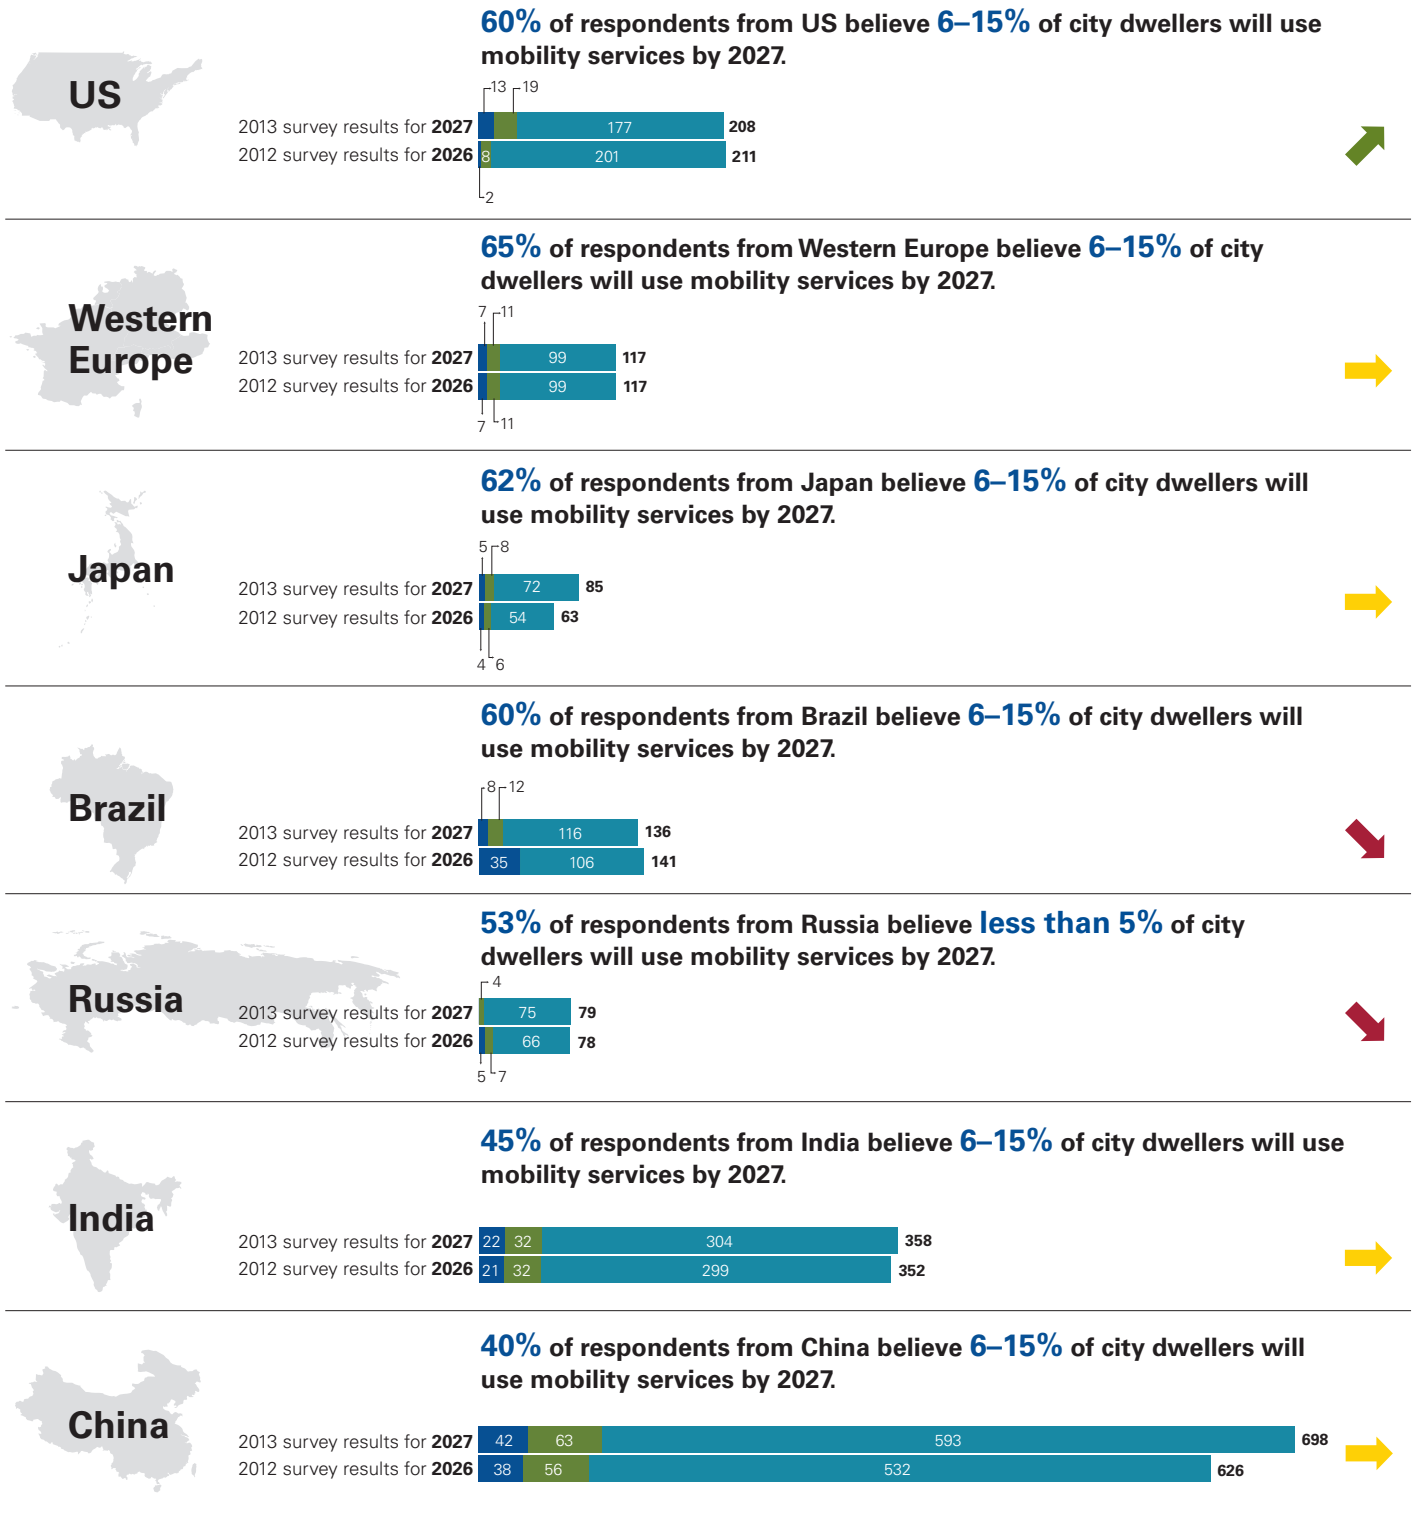 60% of respondents from US believe 6–15% of city dwellers will use
mobility services by 2027.
US
13 19
2013 survey results for 2027 177 208
2012 survey results for 2026 8 201 211
2
65% of respondents from Western Europe believe 6–15% of city
dwellers will use mobility services by 2027.
Western
Europe
7 11
2013 survey results for 2027 99 117
2012 survey results for 2026 99 117
7 11
62% of respondents from Japan believe 6–15% of city dwellers will
use mobility services by 2027.
Japan
5 8
2013 survey results for 2027 72 85
2012 survey results for 2026 54 63
4 6
60% of respondents from Brazil believe 6–15% of city dwellers will
use mobility services by 2027.
Brazil
8 12
2013 survey results for 2027 116 136
2012 survey results for 2026 35 106 141
53% of respondents from Russia believe less than 5% of city
dwellers will use mobility services by 2027.
Russia
4
2013 survey results for 2027 75 79
2012 survey results for 2026 66 78
5 7
45% of respondents from India believe 6–15% of city dwellers will use
mobility services by 2027.
India
2013 survey results for 2027 22 32 304 358
2012 survey results for 2026 21 32 299 352
40% of respondents from China believe 6–15% of city dwellers will
use mobility services by 2027.
China
2013 survey results for 2027 42 63 593 698
2012 survey results for 2026 38 56 532 626